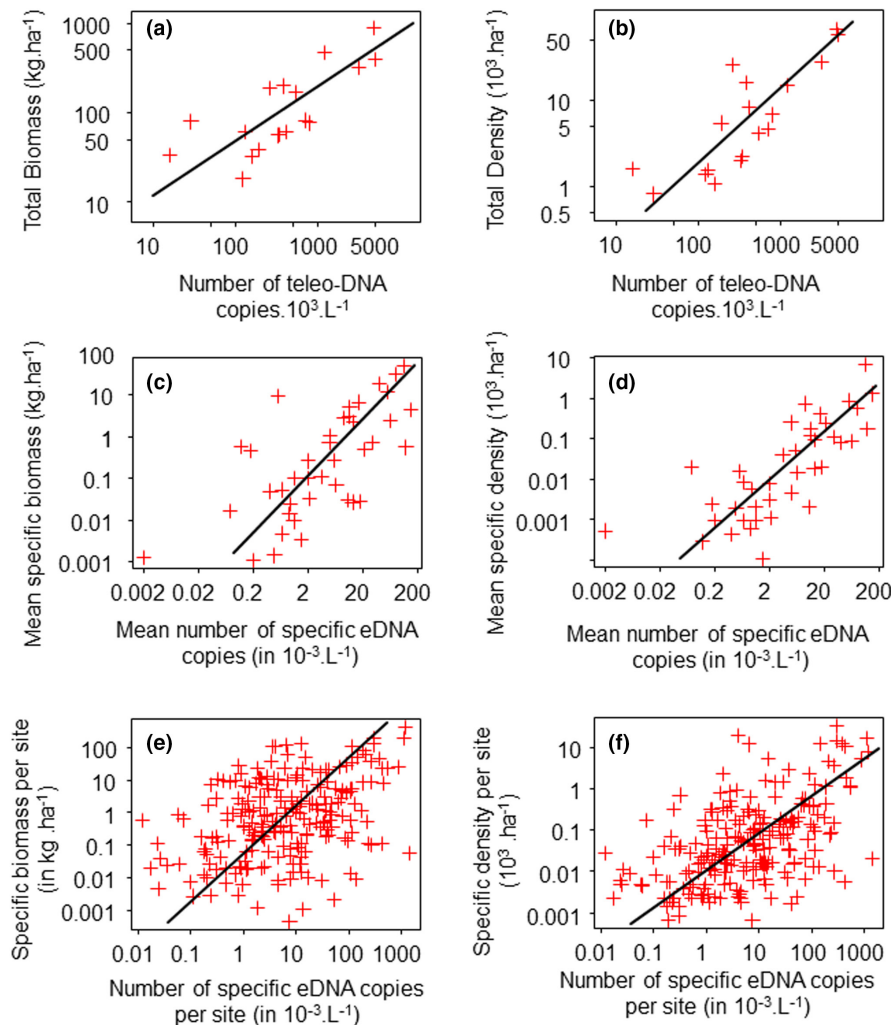 (a)
Total Biomass (kg.ha⁻¹)
1000
500
100
50
10
10 100 1000 5000
Number of teleo-DNA
copies.10³.L⁻¹
(b)
Total Density (10³.ha⁻¹)
50
10
5
1
0.5
10 100 1000 5000
Number of teleo-DNA
copies.10³.L⁻¹
(c)
Mean specific biomass (kg.ha⁻¹)
100
10
1
0.1
0.01
0.001
0.002 0.02 0.2 2 20 200
Mean number of specific eDNA
copies (in 10⁻³.L⁻¹)
(d)
Mean specific density (10³.ha⁻¹)
10
1
0.1
0.01
0.001
0.002 0.02 0.2 2 20 200
Mean number of specific eDNA
copies (in 10⁻³.L⁻¹)
(e)
Specific biomass per site
(in kg .ha⁻¹)
100
10
1
0.1
0.01
0.001
0.01 0.1 1 10 100 1000
Number of specific eDNA copies
per site (in 10⁻³.L⁻¹)
(f)
Specific density per site
(10³ .ha⁻¹)
10
1
0.1
0.01
0.001
0.01 0.1 1 10 100 1000
Number of specific eDNA copies
per site (in 10⁻³.L⁻¹)